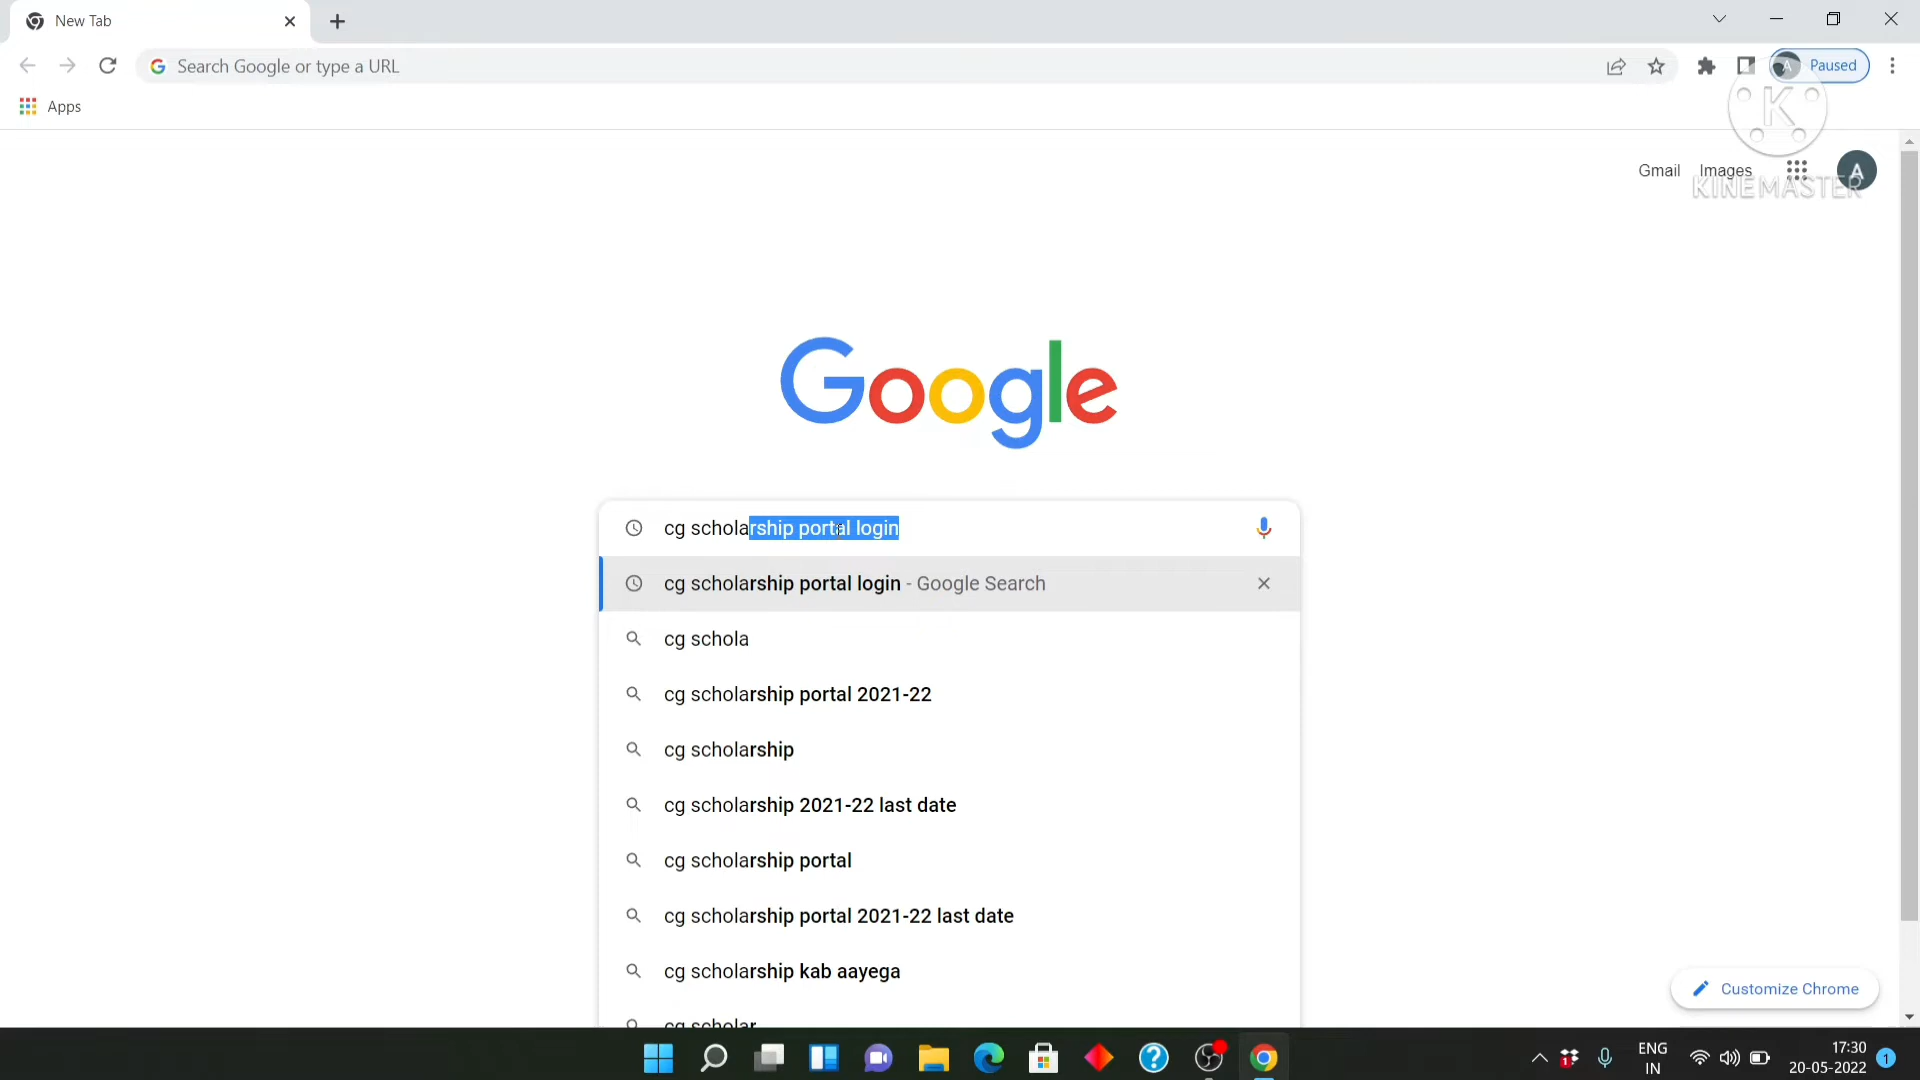 New Tab
Search Google or type a URL
Paused
Apps
K
Gmail Images
A
KINEMASTER
Google
cg scholarship portal login
cg scholarship portal login - Google Search
cg schola
cg scholarship portal 2021-22
cg scholarship
cg scholarship 2021-22 last date
cg scholarship portal
cg scholarship portal 2021-22 last date
cg scholarship kab aayega
cg scholar
Customize Chrome
ENG
IN
17:30
20-05-2022
1